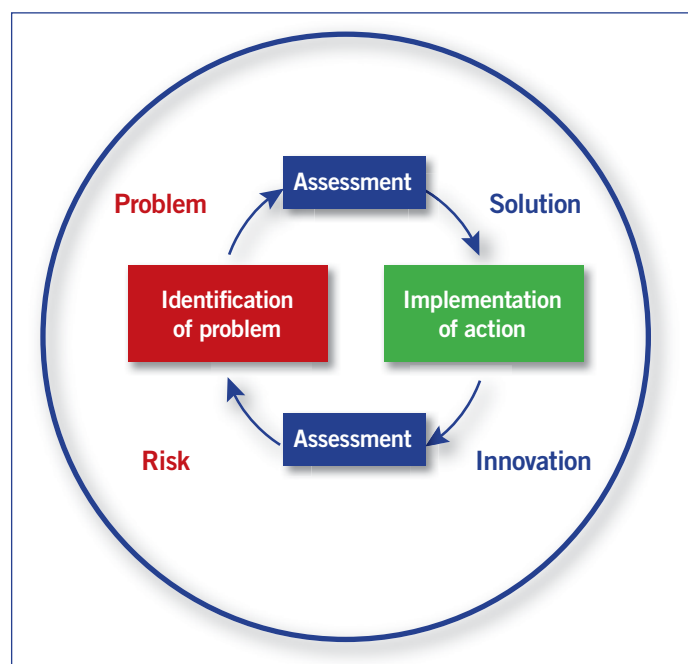 Assessment
Problem
Solution
Identification
of problem
Implementation
of action
Assessment
Risk
Innovation